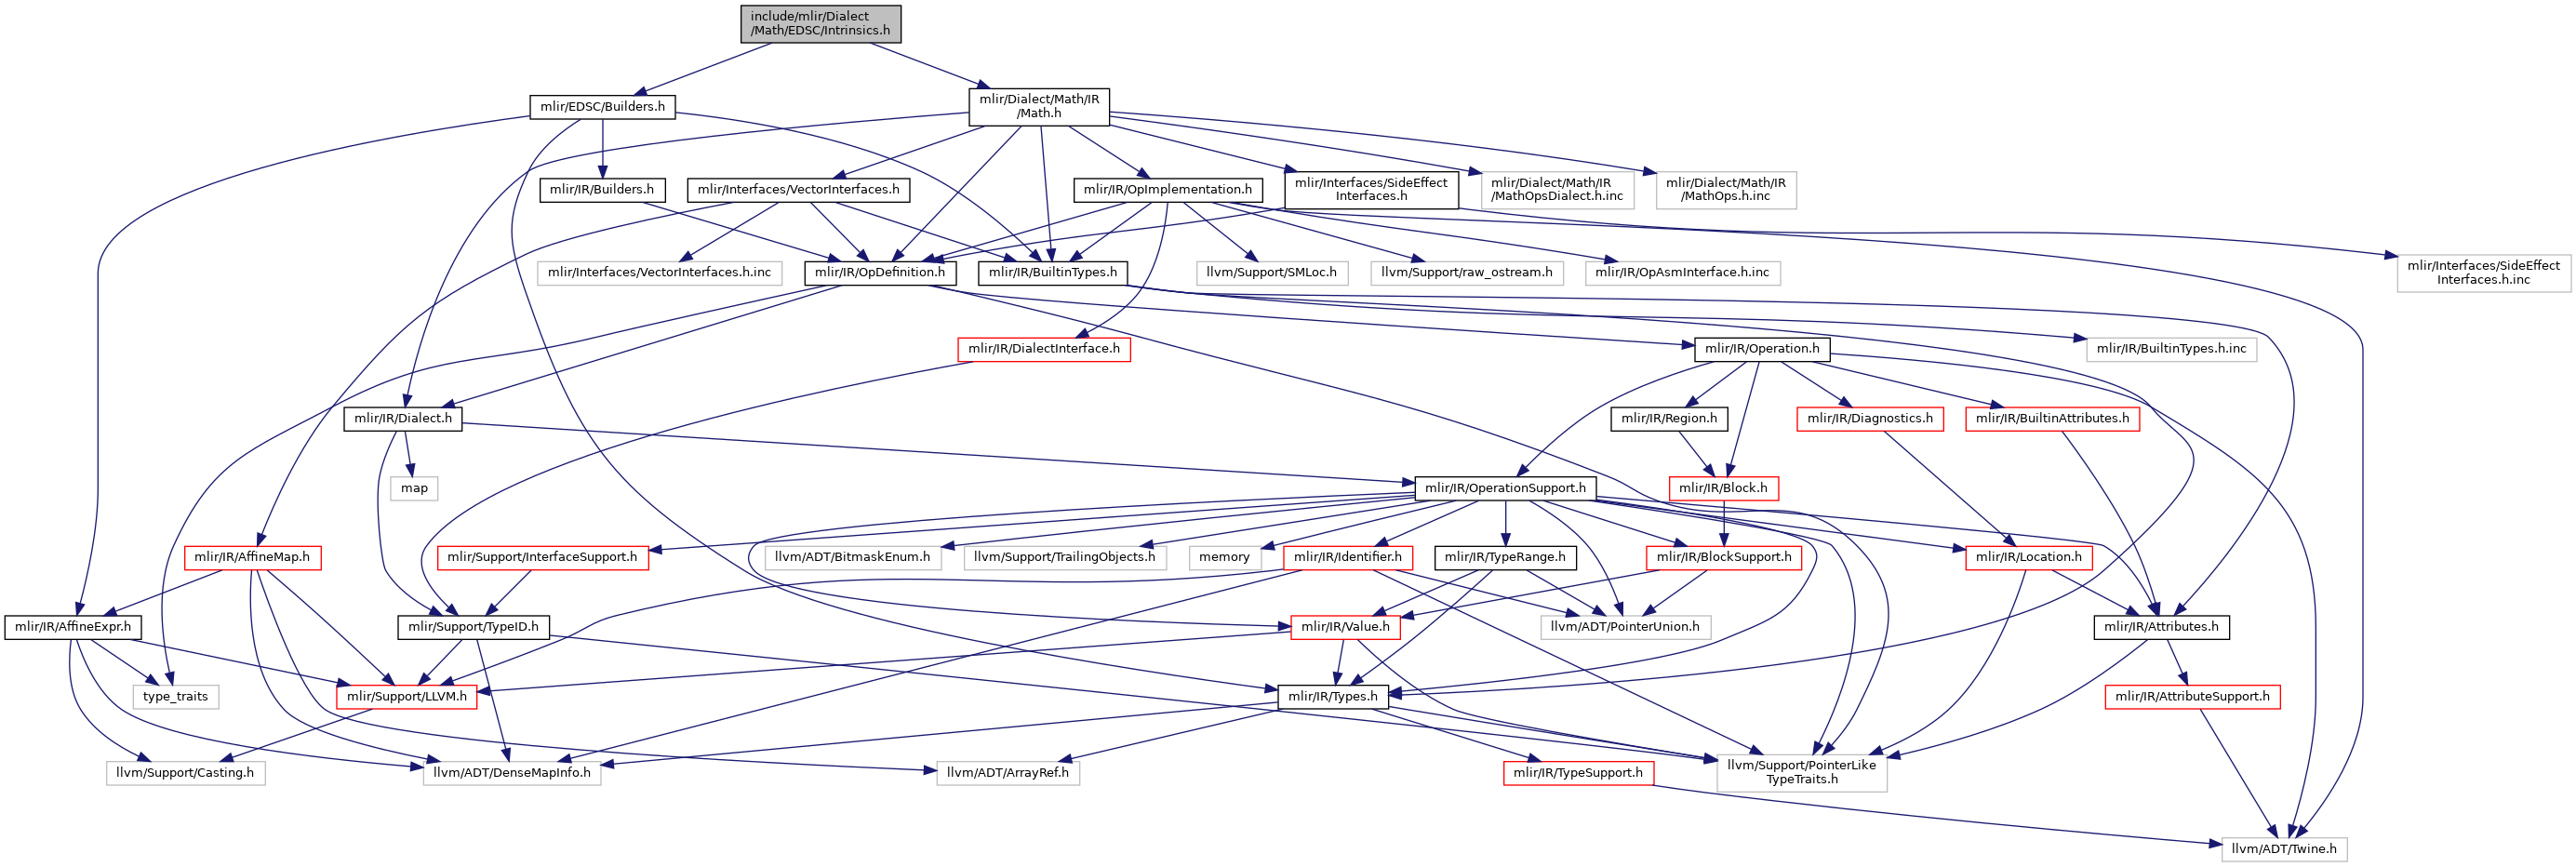 include/mlir/Dialect
/Math/EDSC/Intrinsics.h
mlir/EDSC/Builders.h
mlir/Dialect/Math/IR
/Math.h
mlir/IR/Builders.h
mlir/Interfaces/VectorInterfaces.h
mlir/IR/OpImplementation.h
mlir/Interfaces/SideEffect
Interfaces.h
mlir/Dialect/Math/IR
/MathOpsDialect.h.inc
mlir/Dialect/Math/IR
/MathOps.h.inc
mlir/Interfaces/VectorInterfaces.h.inc
mlir/IR/OpDefinition.h
mlir/IR/BuiltinTypes.h
llvm/Support/SMLoc.h
llvm/Support/raw_ostream.h
mlir/IR/OpAsmInterface.h.inc
mlir/Interfaces/SideEffect
Interfaces.h.inc
mlir/IR/DialectInterface.h
mlir/IR/Operation.h
mlir/IR/BuiltinTypes.h.inc
mlir/IR/Dialect.h
mlir/IR/Region.h
mlir/IR/Diagnostics.h
mlir/IR/BuiltinAttributes.h
map
mlir/IR/OperationSupport.h
mlir/IR/Block.h
mlir/IR/AffineMap.h
mlir/Support/InterfaceSupport.h
llvm/ADT/BitmaskEnum.h
llvm/Support/TrailingObjects.h
memory
mlir/IR/Identifier.h
mlir/IR/TypeRange.h
mlir/IR/BlockSupport.h
mlir/IR/Location.h
mlir/IR/AffineExpr.h
mlir/Support/TypeID.h
mlir/IR/Value.h
llvm/ADT/PointerUnion.h
mlir/IR/Attributes.h
type_traits
mlir/Support/LLVM.h
mlir/IR/Types.h
mlir/IR/AttributeSupport.h
llvm/Support/Casting.h
llvm/ADT/DenseMapInfo.h
llvm/ADT/ArrayRef.h
mlir/IR/TypeSupport.h
llvm/Support/PointerLike
TypeTraits.h
llvm/ADT/Twine.h